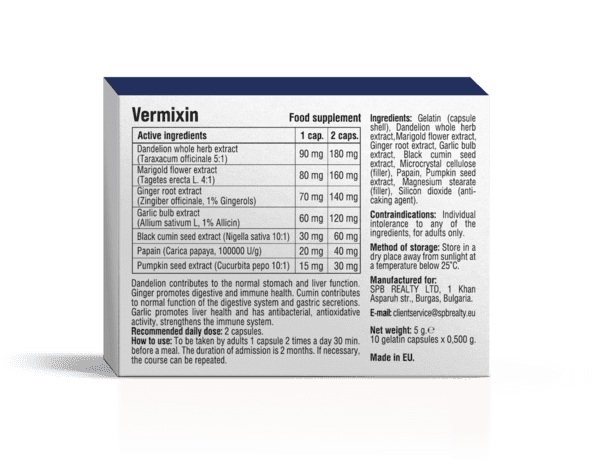 Vermixin
Food supplement
Active ingredients 1 cap. 2 caps.
Dandelion whole herb extract
(Taraxacum officinale 5:1) 90 mg 180 mg
Marigold flower extract
(Tagetes erecta L. 4:1) 80 mg 160 mg
Ginger root extract
(Zingiber officinale, 1% Gingerols) 70 mg 140 mg
Garlic bulb extract
(Allium sativum L, 1% Allicin) 60 mg 120 mg
Black cumin seed extract (Nigella sativa 10:1) 30 mg 60 mg
Papain (Carica papaya, 100000 U/g) 20 mg 40 mg
Pumpkin seed extract (Cucurbita pepo 10:1) 15 mg 30 mg
Dandelion contributes to the normal stomach and liver function.
Ginger promotes digestive and immune health. Cumin contributes
to normal function of the digestive system and gastric secretions.
Garlic promotes liver health and has antibacterial, antioxidative
activity, strengthens the immune system.
Recommended daily dose: 2 capsules.
How to use: To be taken by adults 1 capsule 2 times a day 30 min.
before a meal. The duration of admission is 2 months. If necessary,
the course can be repeated.
Ingredients: Gelatin (capsule
shell), Dandelion whole herb
extract,Marigold flower extract,
Ginger root extract, Garlic bulb
extract, Black cumin seed
extract, Microcrystal cellulose
(filler), Papain, Pumpkin seed
extract, Magnesium stearate
(filler), Silicon dioxide (anti-
caking agent).
Contraindications: Individual
intolerance to any of the
ingredients, for adults only.
Method of storage: Store in a
dry place away from sunlight at
a temperature below 25°C.
Manufactured for:
SPB REALTY LTD, 1 Khan
Asparuh str., Burgas, Bulgaria.
E-mail: clientservice@spbrealty.eu
Net weight: 5 g.℮
10 gelatin capsules x 0,500 g.
Made in EU.